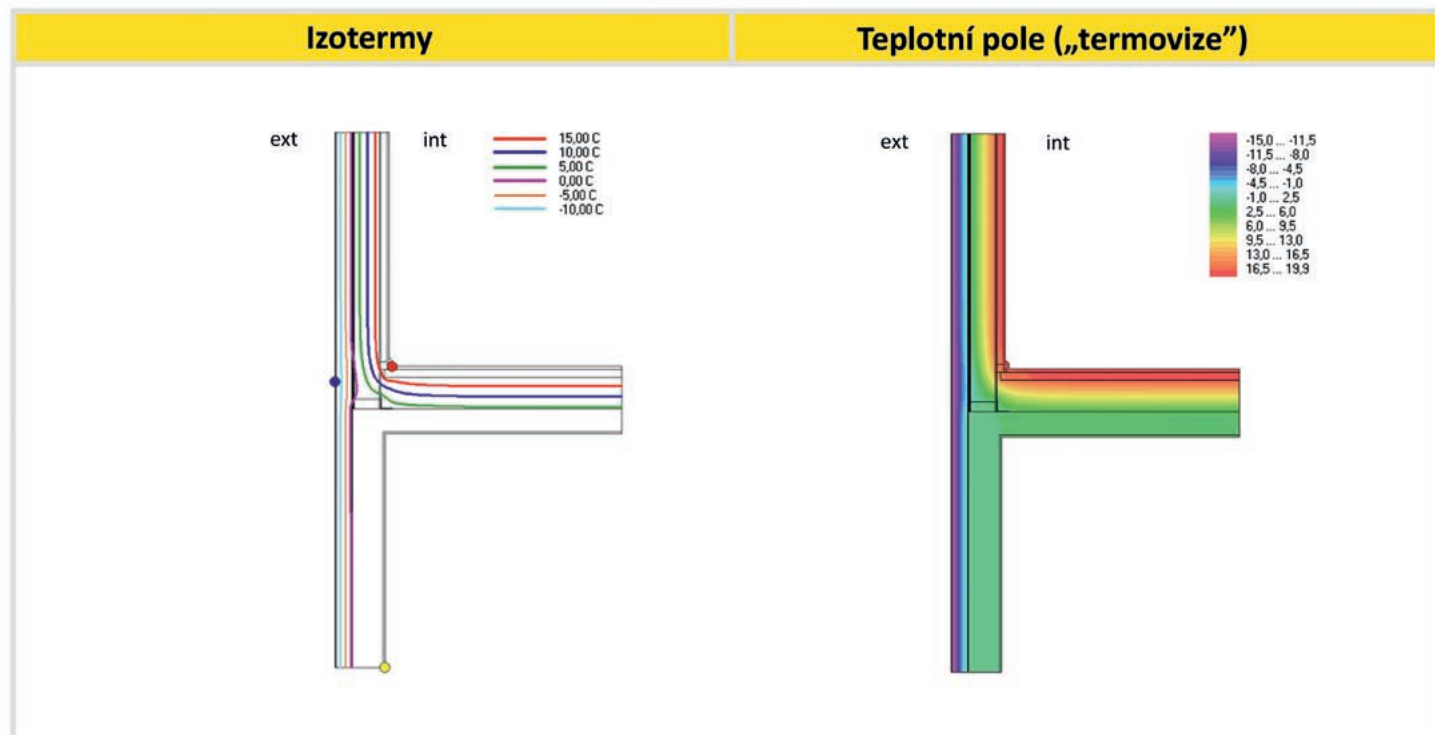 Izotermy
Teplotní pole („termovize”)
ext
int
15,00 C
10,00 C
5,00 C
0,00 C
-5,00 C
-10,00 C
ext
int
-15,0 ... -11,5
-11,5 ... -8,0
-8,0 ... -4,5
-4,5 ... -1,0
-1,0 ... 2,5
2,5 ... 6,0
6,0 ... 9,5
9,5 ... 13,0
13,0 ... 16,5
16,5 ... 19,9